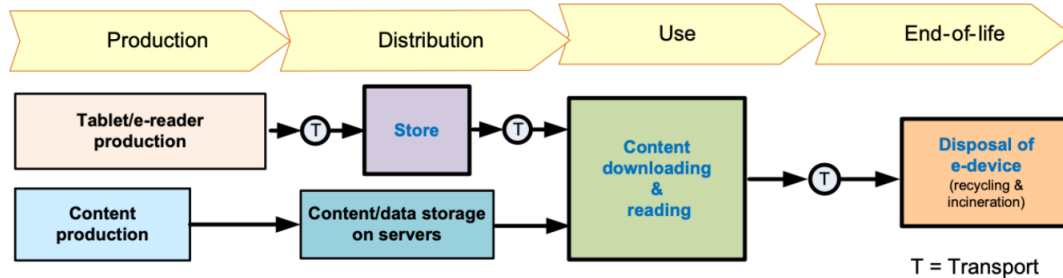 Production
Distribution
Use
End-of-life
Tablet/e-reader
production
T
Store
T
Content
downloading
&
reading
T
Disposal of
e-device
(recycling &
incineration)
Content
production
Content/data storage
on servers
T = Transport